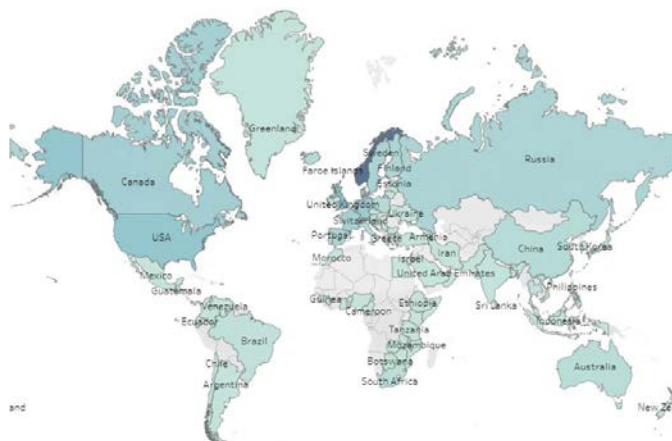 Greenland
Sweden
Faroe Islands
Finland
Estonia
Russia
Canada
United Kingdom
Ukraine
Switzerland
USA
Portugal
Greece
Armenia
China
South Korea
Morocco
Israel
Iran
Mexico
United Arab Emirates
Guatemala
Philippines
Venezuela
Guinea
Cameroon
Ethiopia
Sri Lanka
Ecuador
Indonesia
Brazil
Tanzania
Mozambique
Chile
Botswana
Australia
Argentina
South Africa
and
New Ze